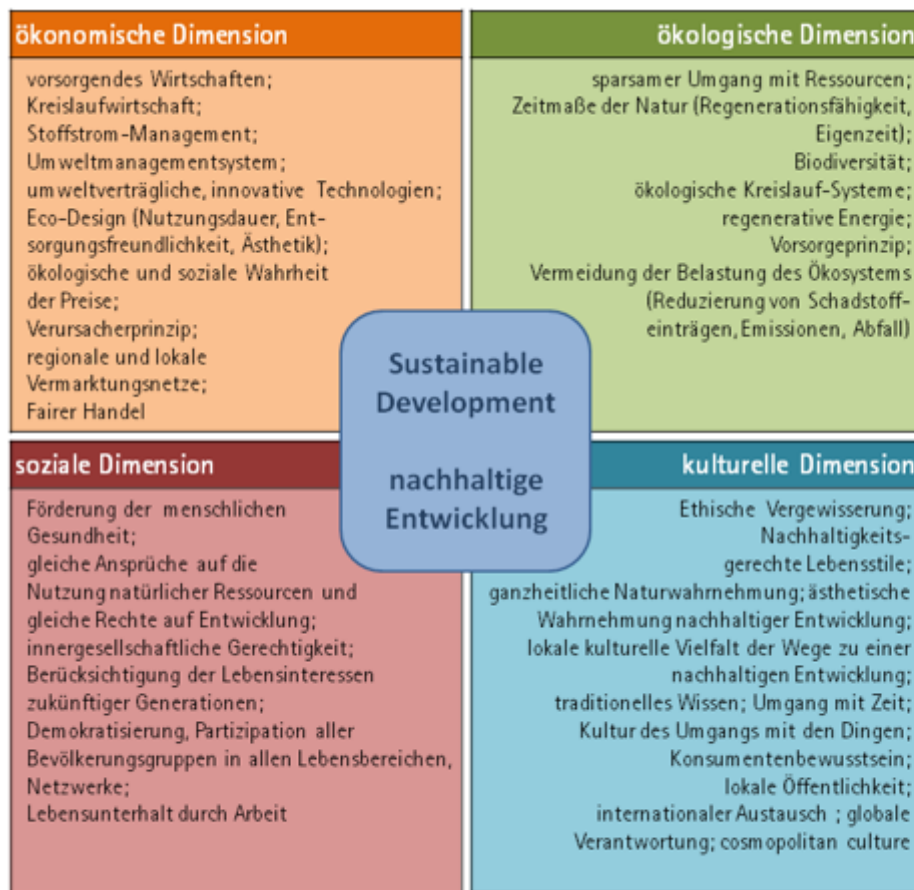 ökonomische Dimension
vorsorgendes Wirtschaften;
Kreislaufwirtschaft;
Stoffstrom-Management;
Umweltmanagementsystem;
umweltverträgliche, innovative Technologien;
Eco-Design (Nutzungsdauer, Ent-
sorgungsfreundlichkeit, Ästhetik);
ökologische und soziale Wahrheit
der Preise;
Verursacherprinzip;
regionale und lokale
Vermarktungsnetze;
Fairer Handel
ökologische Dimension
sparsamer Umgang mit Ressourcen;
Zeitmaße der Natur (Regenerationsfähigkeit,
Eigenzeit);
Biodiversität;
ökologische Kreislauf-Systeme;
regenerative Energie;
Vorsorgeprinzip;
Vermeidung der Belastung des Ökosystems
(Reduzierung von Schadstoff-
einträgen, Emissionen, Abfall)
Sustainable
Development
nachhaltige
Entwicklung
soziale Dimension
Förderung der menschlichen
Gesundheit;
gleiche Ansprüche auf die
Nutzung natürlicher Ressourcen und
gleiche Rechte auf Entwicklung;
innergesellschaftliche Gerechtigkeit;
Berücksichtigung der Lebensinteressen
zukünftiger Generationen;
Demokratisierung, Partizipation aller
Bevölkerungsgruppen in allen Lebensbereichen,
Netzwerke;
Lebensunterhalt durch Arbeit
kulturelle Dimension
Ethische Vergewisserung;
Nachhaltigkeits-
gerechte Lebensstile;
ganzheitliche Naturwahrnehmung; ästhetische
Wahrnehmung nachhaltiger Entwicklung;
lokale kulturelle Vielfalt der Wege zu einer
nachhaltigen Entwicklung;
traditionelles Wissen; Umgang mit Zeit;
Kultur des Umgangs mit den Dingen;
Konsumentenbewusstsein;
lokale Öffentlichkeit;
internationaler Austausch ; globale
Verantwortung; cosmopolitan culture